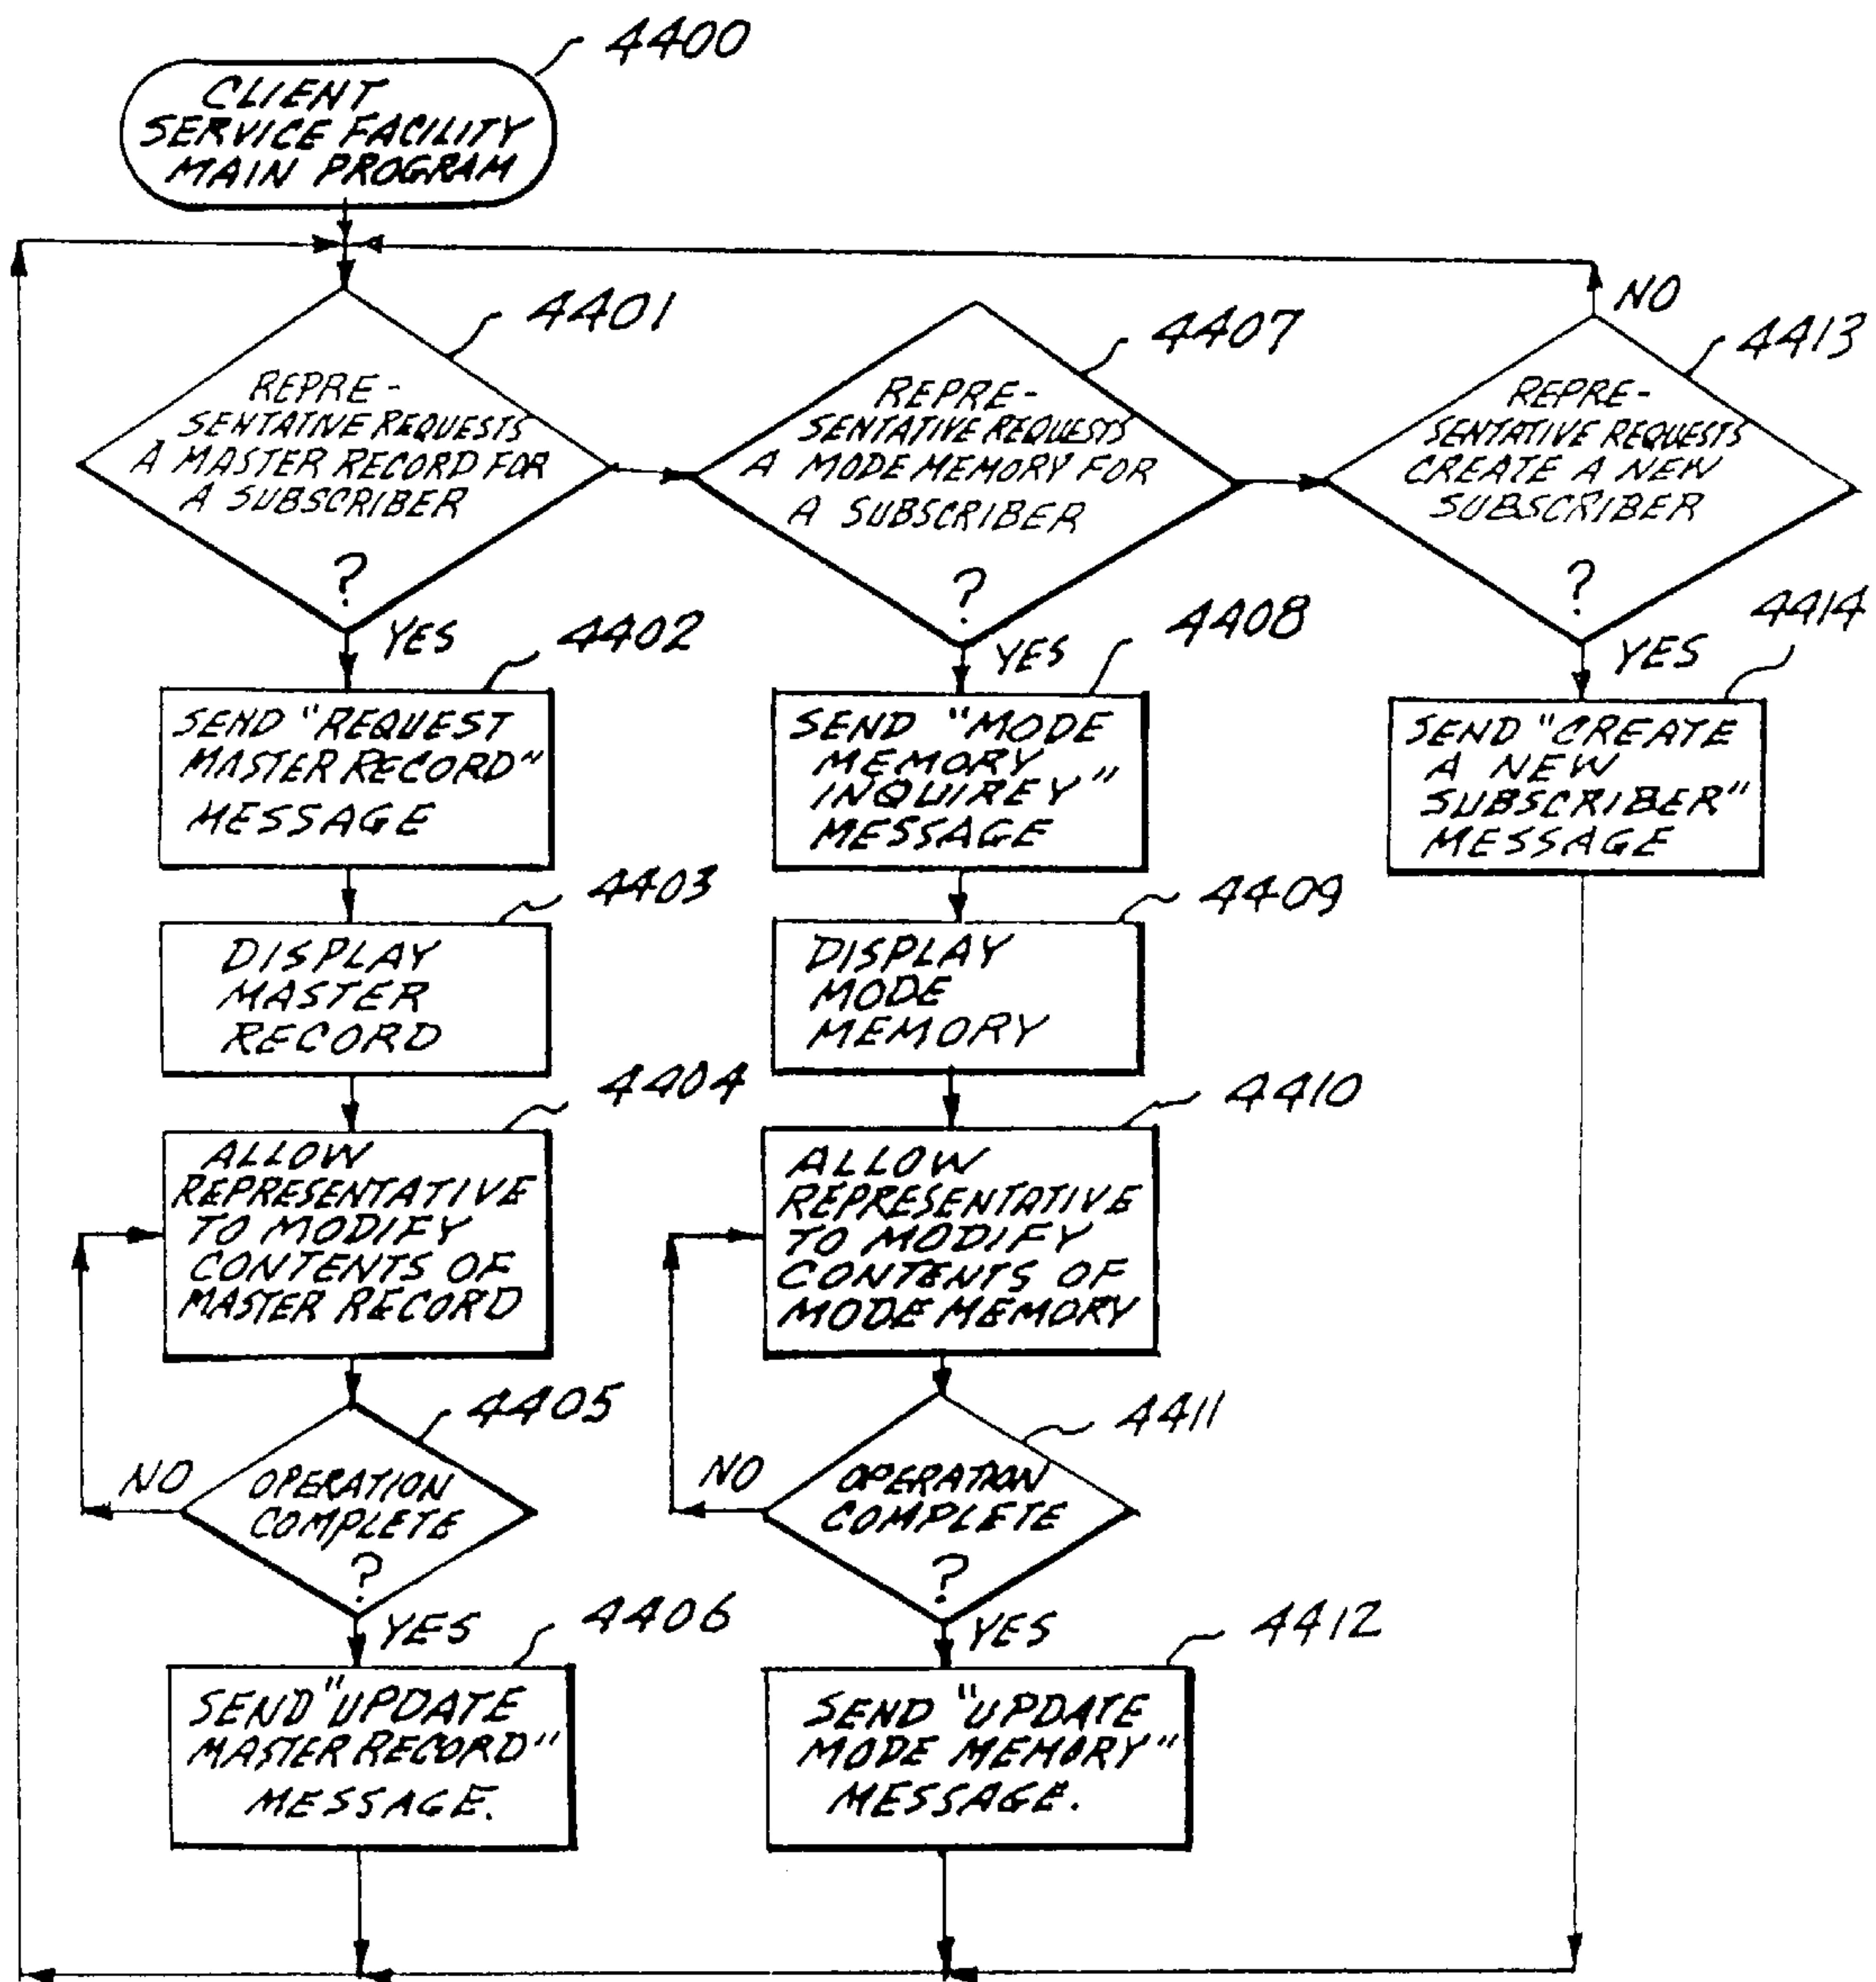 4400
CLIENT
SERVICE FACILITY
MAIN PROGRAM
4401
REPRE-
SENTATIVE REQUESTS
A MASTER RECORD FOR
A SUBSCRIBER
?
YES
4402
SEND "REQUEST
MASTER RECORD"
MESSAGE
4403
DISPLAY
MASTER
RECORD
4404
ALLOW
REPRESENTATIVE
TO MODIFY
CONTENTS OF
MASTER RECORD
4405
NO
OPERATION
COMPLETE
?
YES
4406
SEND "UPDATE
MASTER RECORD"
MESSAGE.
4407
REPRE-
SENTATIVE REQUESTS
A MODE MEMORY FOR
A SUBSCRIBER
?
YES
4408
SEND "MODE
MEMORY
INQUIREY"
MESSAGE
4409
DISPLAY
MODE
MEMORY
4410
ALLOW
REPRESENTATIVE
TO MODIFY
CONTENTS OF
MODE MEMORY
4411
NO
OPERATION
COMPLETE
?
YES
4412
SEND "UPDATE
MODE MEMORY"
MESSAGE.
NO
4413
REPRE-
SENTATIVE REQUESTS
CREATE A NEW
SUBSCRIBER
?
YES
4414
SEND "CREATE
A NEW
SUBSCRIBER"
MESSAGE